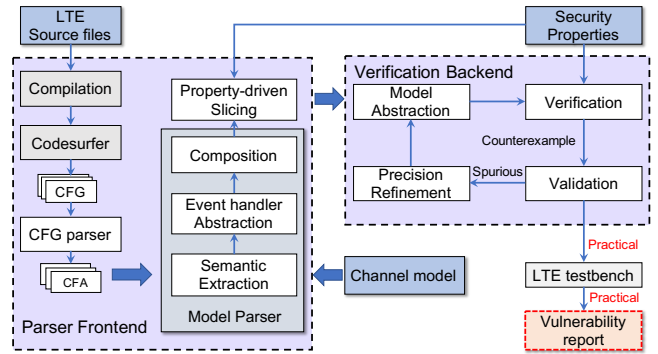 LTE
Source files
Security
Properties
Compilation
Codesurfer
CFG
CFG parser
CFA
Parser Frontend
Property-driven
Slicing
Composition
Event handler
Abstraction
Semantic
Extraction
Model Parser
Channel model
Verification Backend
Model
Abstraction
Verification
Counterexample
Precision
Refinement
Spurious
Validation
Practical
LTE testbench
Practical
Vulnerability
report